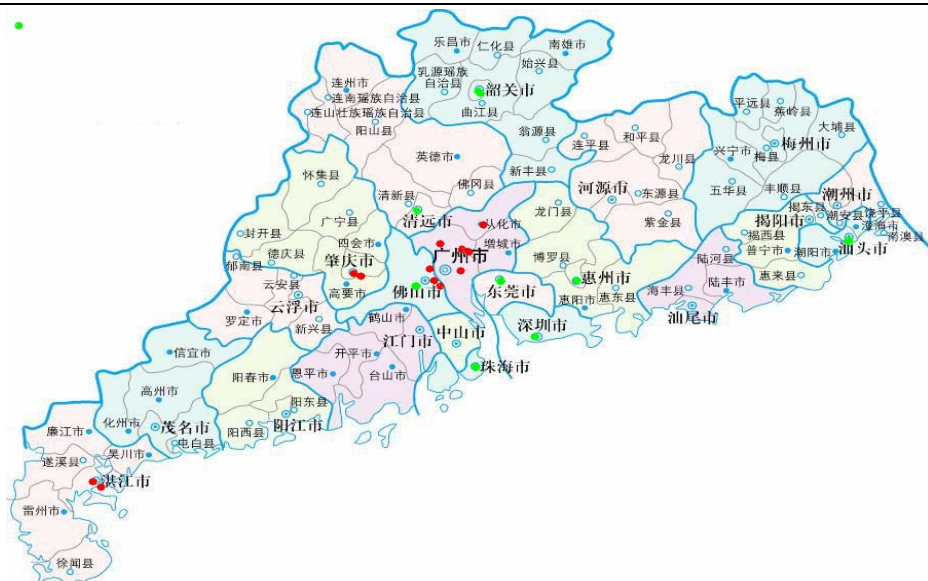 乐昌市
仁化县
南雄市
始兴县
乳源瑶族
自治县
韶关市
曲江县
翁源县
新丰县
连州市
连南瑶族自治县
连山壮族瑶族自治县
阳山县
英德市
佛冈县
清新县
清远市
连平县
和平县
龙川县
河源市
东源县
紫金县
平远县
蕉岭县
大埔县
兴宁市
梅县
梅州市
五华县
丰顺县
潮州市
揭东县
饶平县
揭阳市
潮安县
澄海市
南澳县
揭西县
普宁市
潮阳市
汕头市
惠来县
怀集县
广宁县
封开县
德庆县
四会市
肇庆市
郁南县
高要市
云安县
云浮市
罗定市
新兴县
从化市
增城市
广州市
龙门县
博罗县
惠州市
惠阳市
惠东县
陆河县
海丰县
陆丰市
汕尾市
佛山市
东莞市
深圳市
中山市
珠海市
鹤山市
江门市
开平市
恩平市
台山市
信宜市
高州市
化州市
茂名市
电白县
阳春市
阳东县
阳西县
阳江市
廉江市
吴川市
遂溪县
湛江市
雷州市
徐闻县